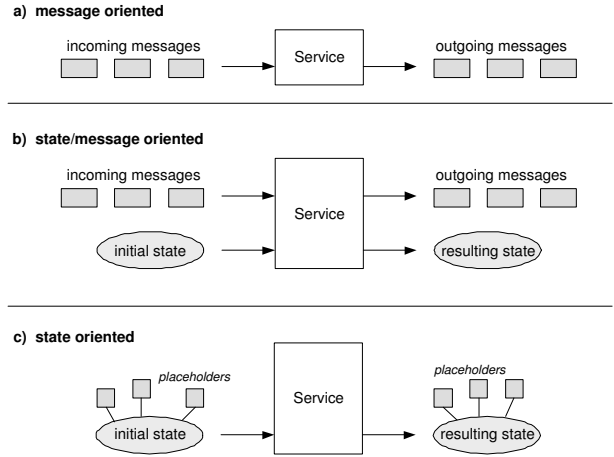 a) message oriented
incoming messages
Service
outgoing messages
b) state/message oriented
incoming messages
outgoing messages
Service
initial state
resulting state
c) state oriented
placeholders
Service
placeholders
initial state
resulting state